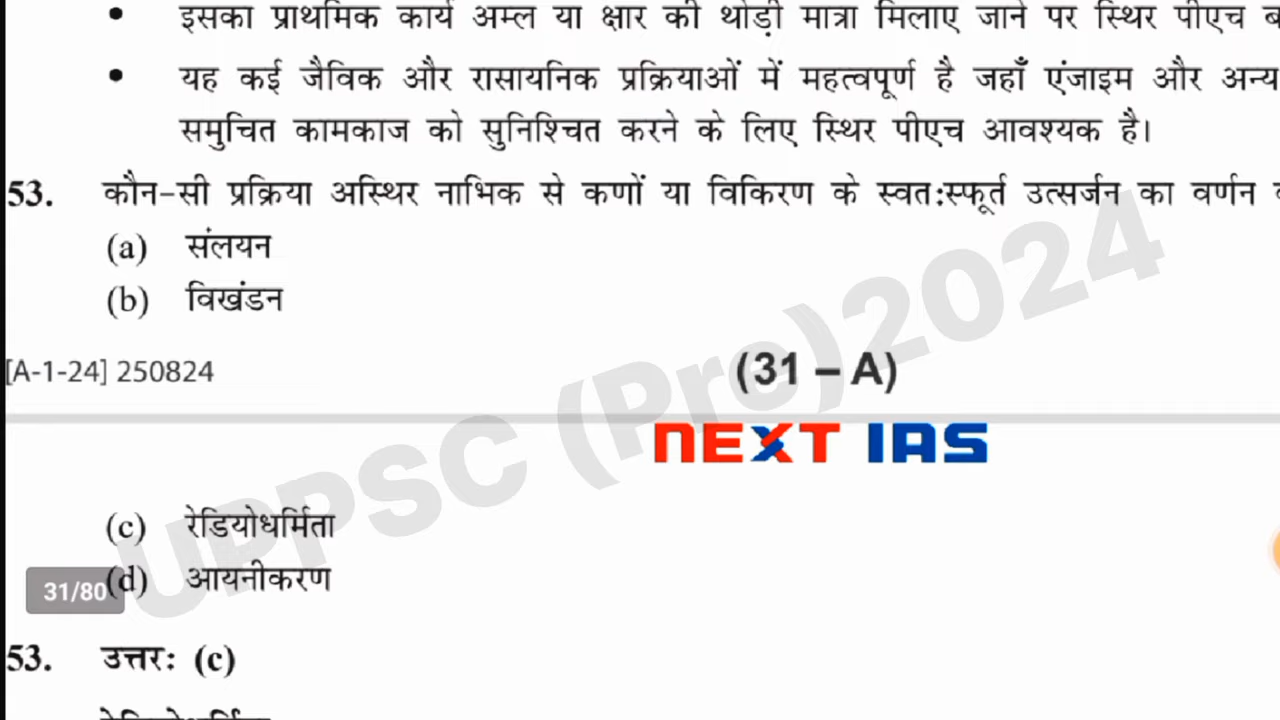 • इसका प्राथमिक कार्य अम्ल या क्षार की थोड़ी मात्रा मिलाए जाने पर स्थिर पीएच
• यह कई जैविक और रासायनिक प्रक्रियाओं में महत्वपूर्ण है जहाँ एंजाइम और अन्य
समुचित कामकाज को सुनिश्चित करने के लिए स्थिर पीएच आवश्यक है।
53. कौन-सी प्रक्रिया अस्थिर नाभिक से कणों या विकिरण के स्वतःस्फूर्त उत्सर्जन का वर्णन
(a) संलयन
(b) विखंडन
[A-1-24] 250824
(31 – A)
UPPSC (Pre) 2024
NEXT IAS
(c) रेडियोधर्मिता
31/80
(d) आयनीकरण
53. उत्तरः (c)